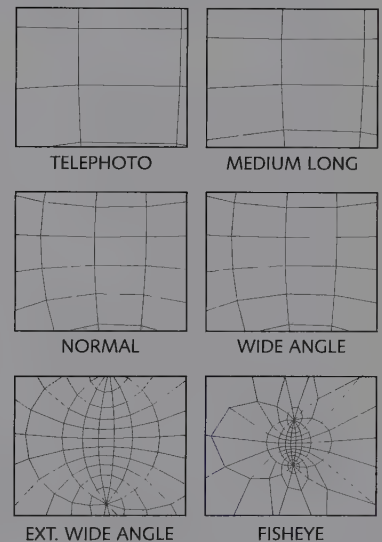 TELEPHOTO
MEDIUM LONG
NORMAL
WIDE ANGLE
EXT. WIDE ANGLE
FISHEYE